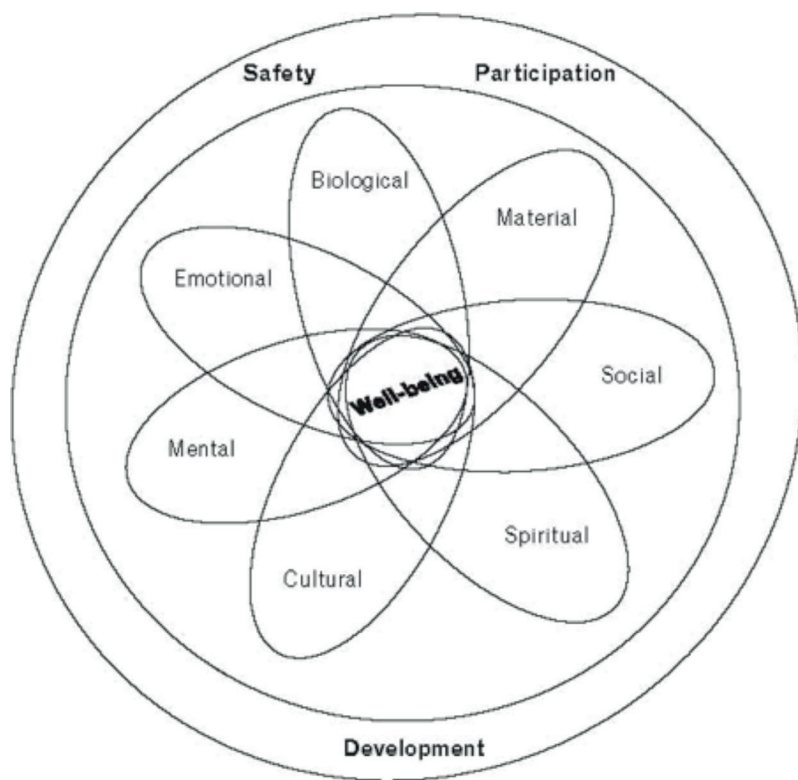 Safety
Participation
Biological
Material
Emotional
Social
Well-being
Mental
Spiritual
Cultural
Development